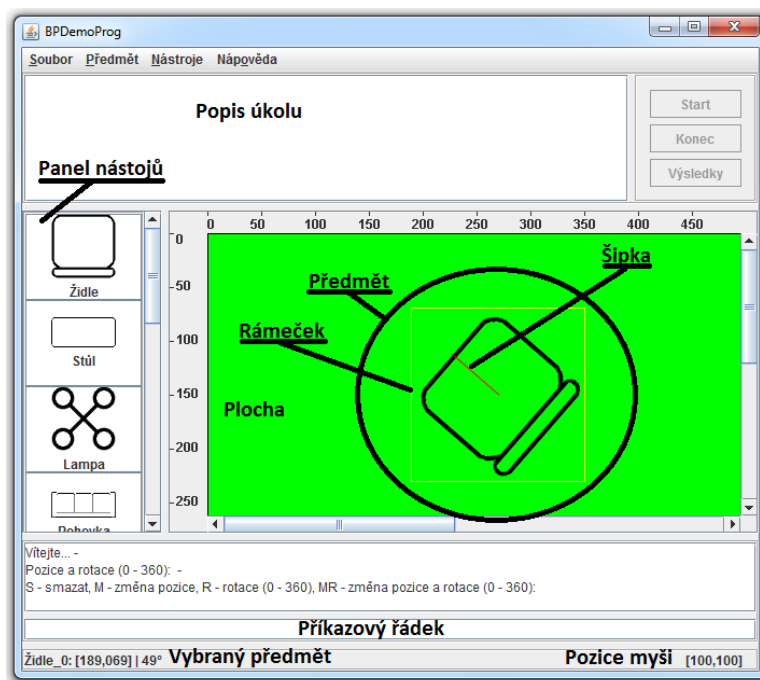 BPDemoProg
Soubor Předmět Nástroje Nápověda
Popis úkolu
Start
Konec
Výsledky
Panel nástojů
0 50 100 150 200 250 300 350 400 450
0
50
100
150
200
250
Židle
Stůl
Lampa
Pohovka
Šipka
Předmět
Rámeček
Plocha
Vítejte... -
Pozice a rotace (0 - 360): -
S - smazat, M - změna pozice, R - rotace (0 - 360), MR - změna pozice a rotace (0 - 360):
Příkazový řádek
Židle_0: [189,069] | 49° Vybraný předmět Pozice myši [100,100]